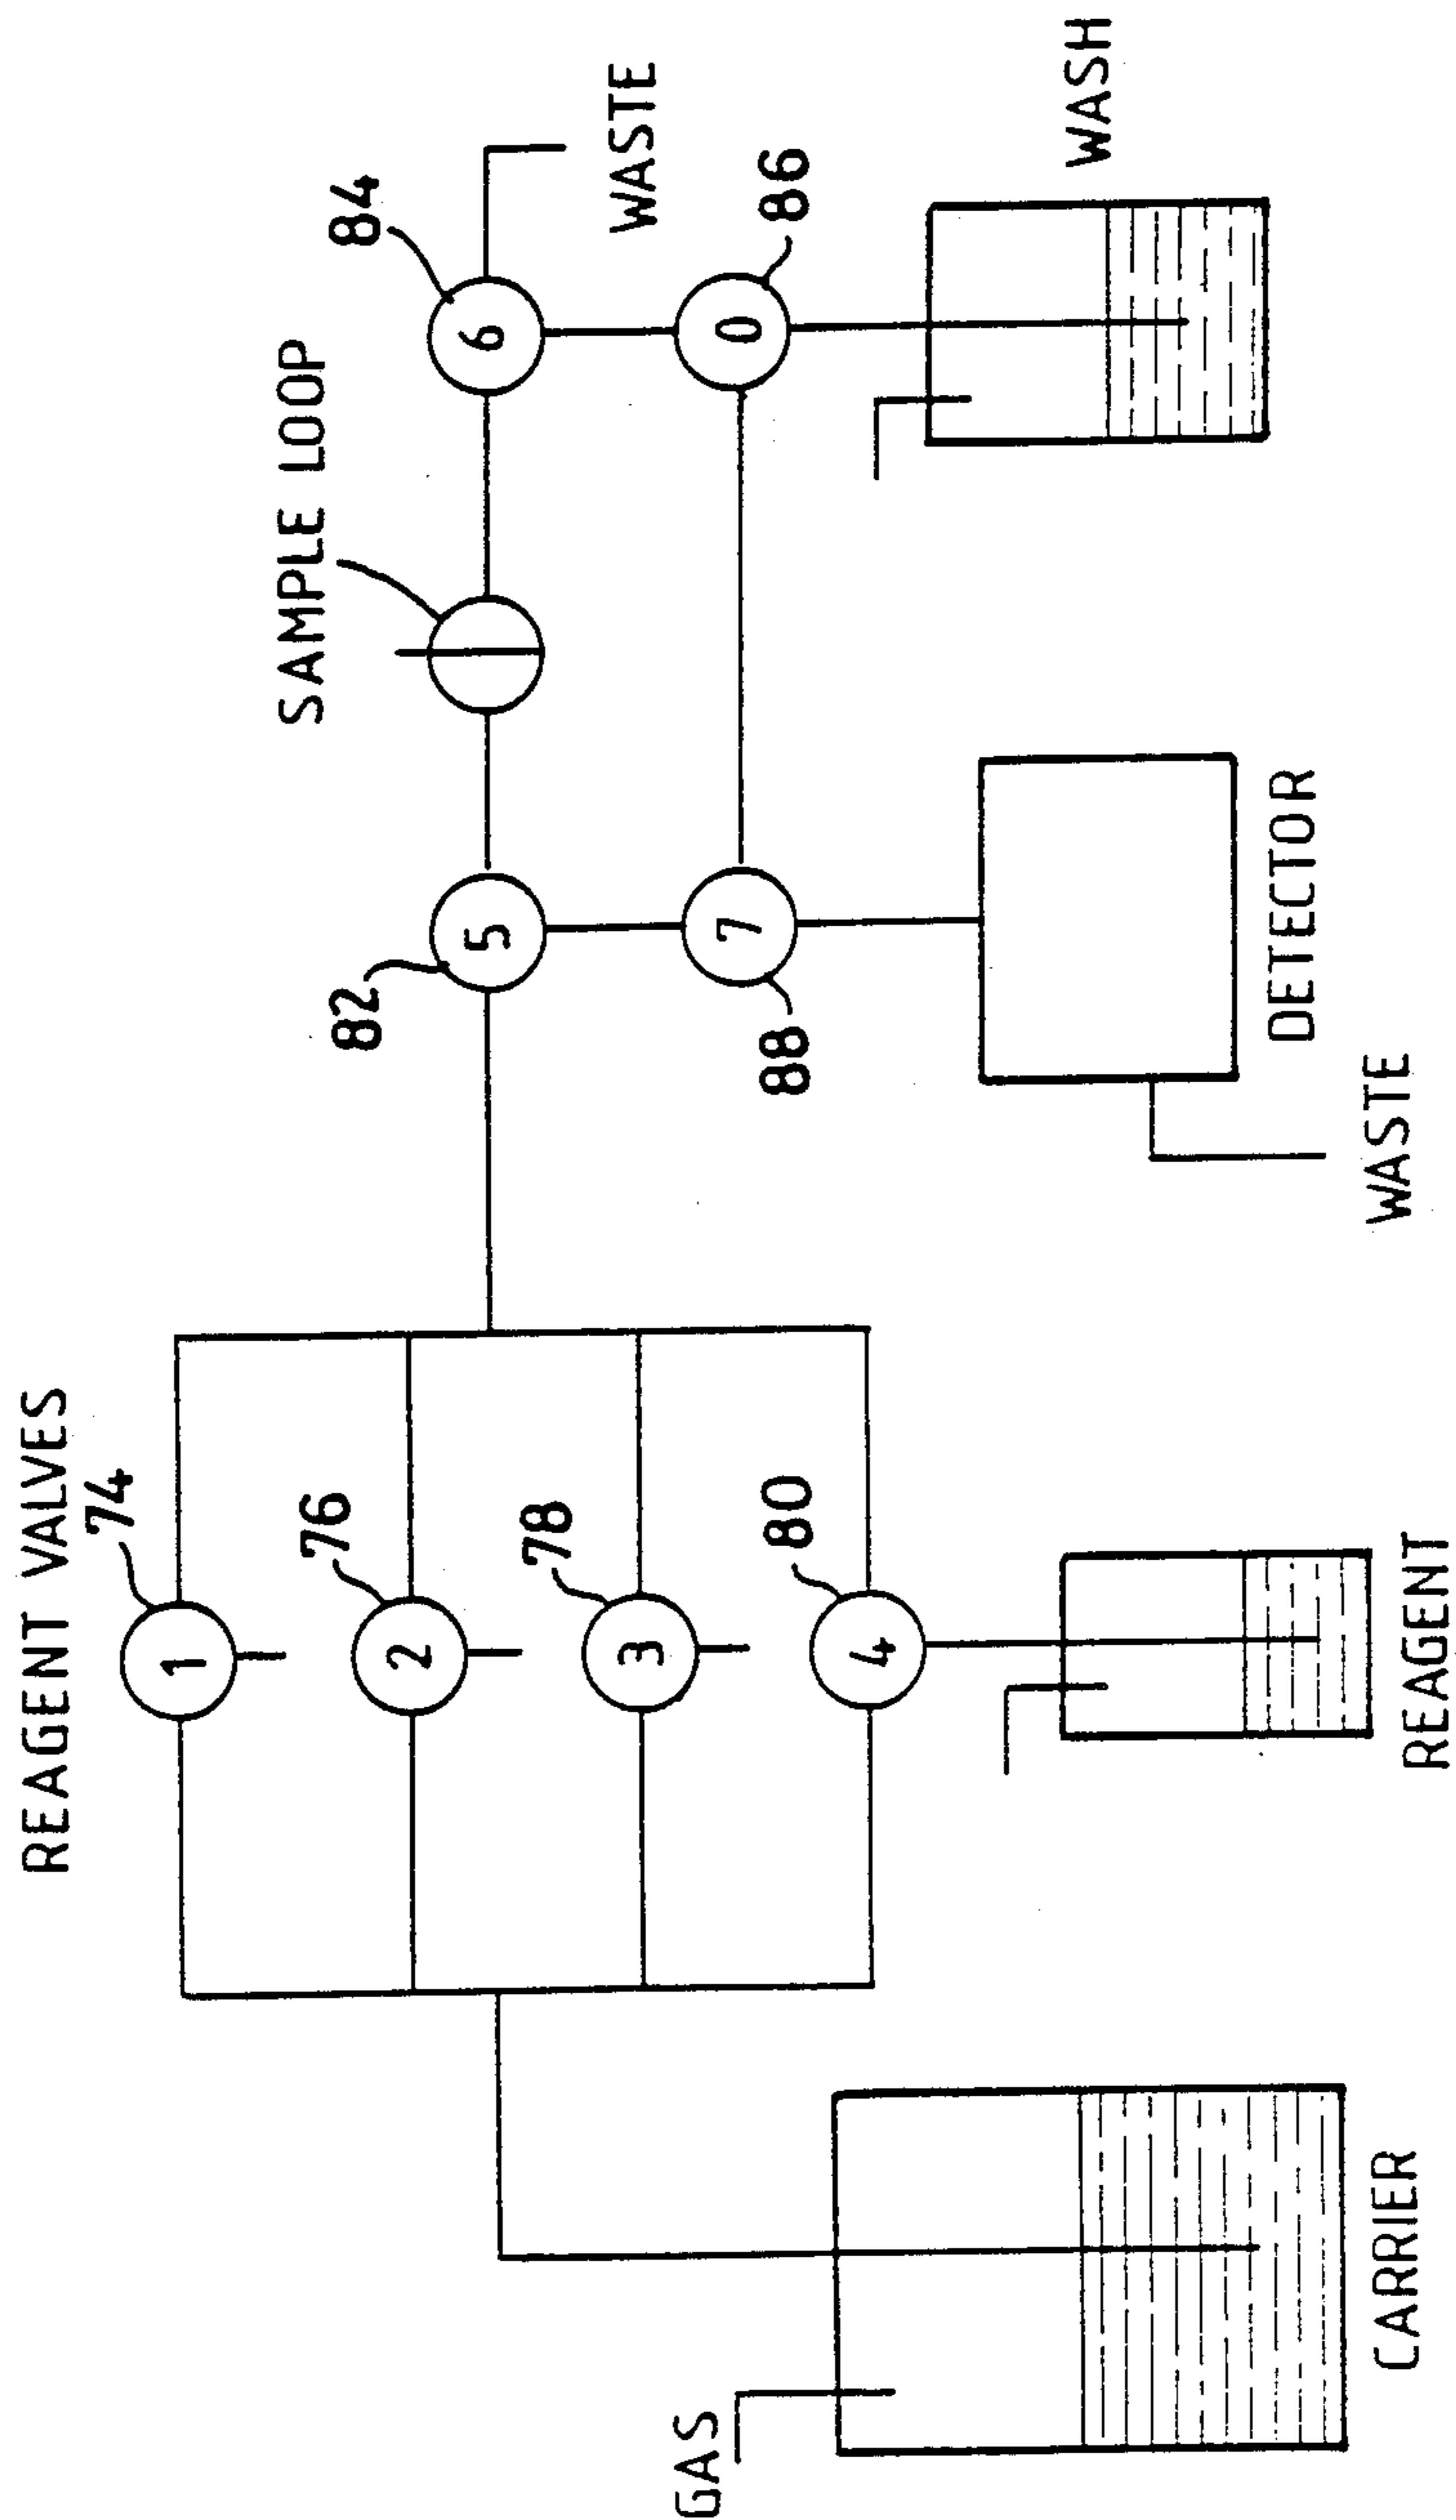 REAGENT VALVES
74
1
76
2
78
3
80
4
SAMPLE LOOP
82
5
84
6
WASTE
88
7
86
0
GAS
CARRIER
REAGENT
WASTE
DETECTOR
WASH